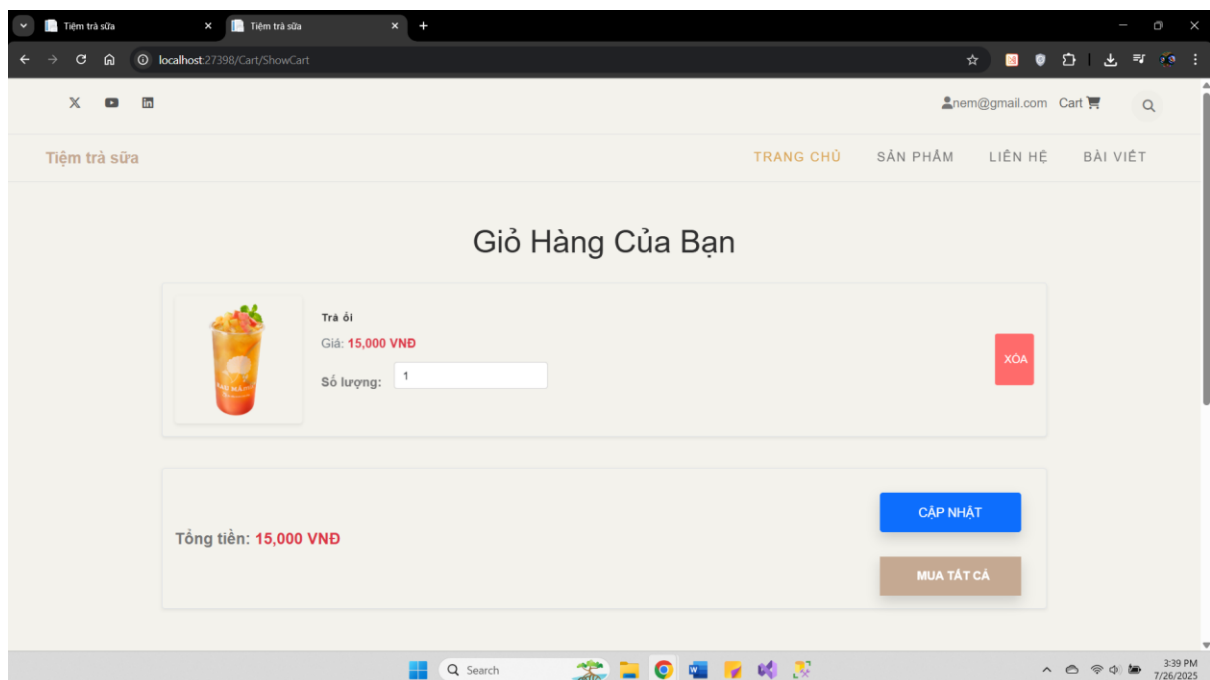 Tiệm trà sữa
Tiệm trà sữa
localhost:27398/Cart/ShowCart
nem@gmail.com Cart
Tiệm trà sữa
TRANG CHỦ SẢN PHẨM LIÊN HỆ BÀI VIẾT
Giỏ Hàng Của Bạn
Trà ổi
Giá: 15,000 VNĐ
Số lượng: 1
XÓA
CẬP NHẬT
Tổng tiền: 15,000 VNĐ
MUA TẤT CẢ
Search
3:39 PM
7/26/2025